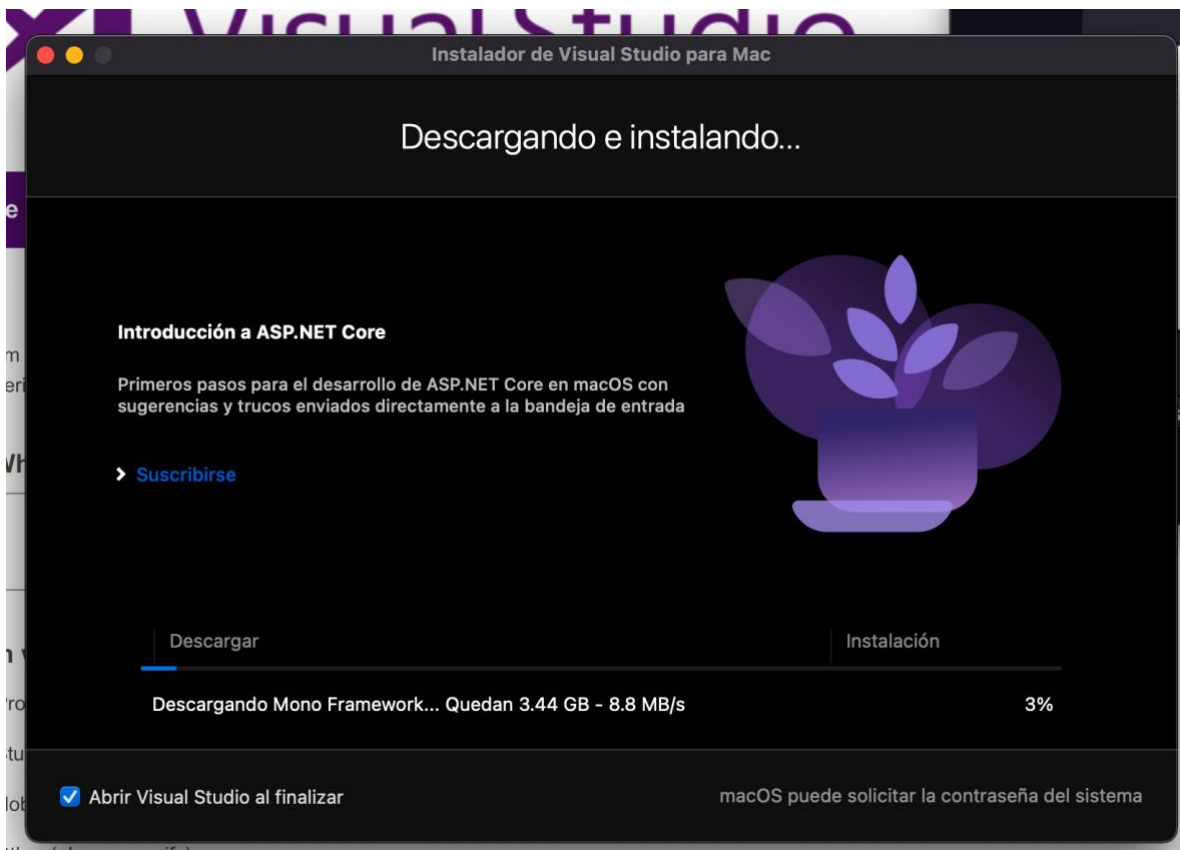 Visual Studio
Instalador de Visual Studio para Mac
Descargando e instalando...
Introducción a ASP.NET Core
Primeros pasos para el desarrollo de ASP.NET Core en macOS con
sugerencias y trucos enviados directamente a la bandeja de entrada
Suscribirse
Descargar
Instalación
Descargando Mono Framework... Quedan 3.44 GB - 8.8 MB/s
3%
Abrir Visual Studio al finalizar
macOS puede solicitar la contraseña del sistema